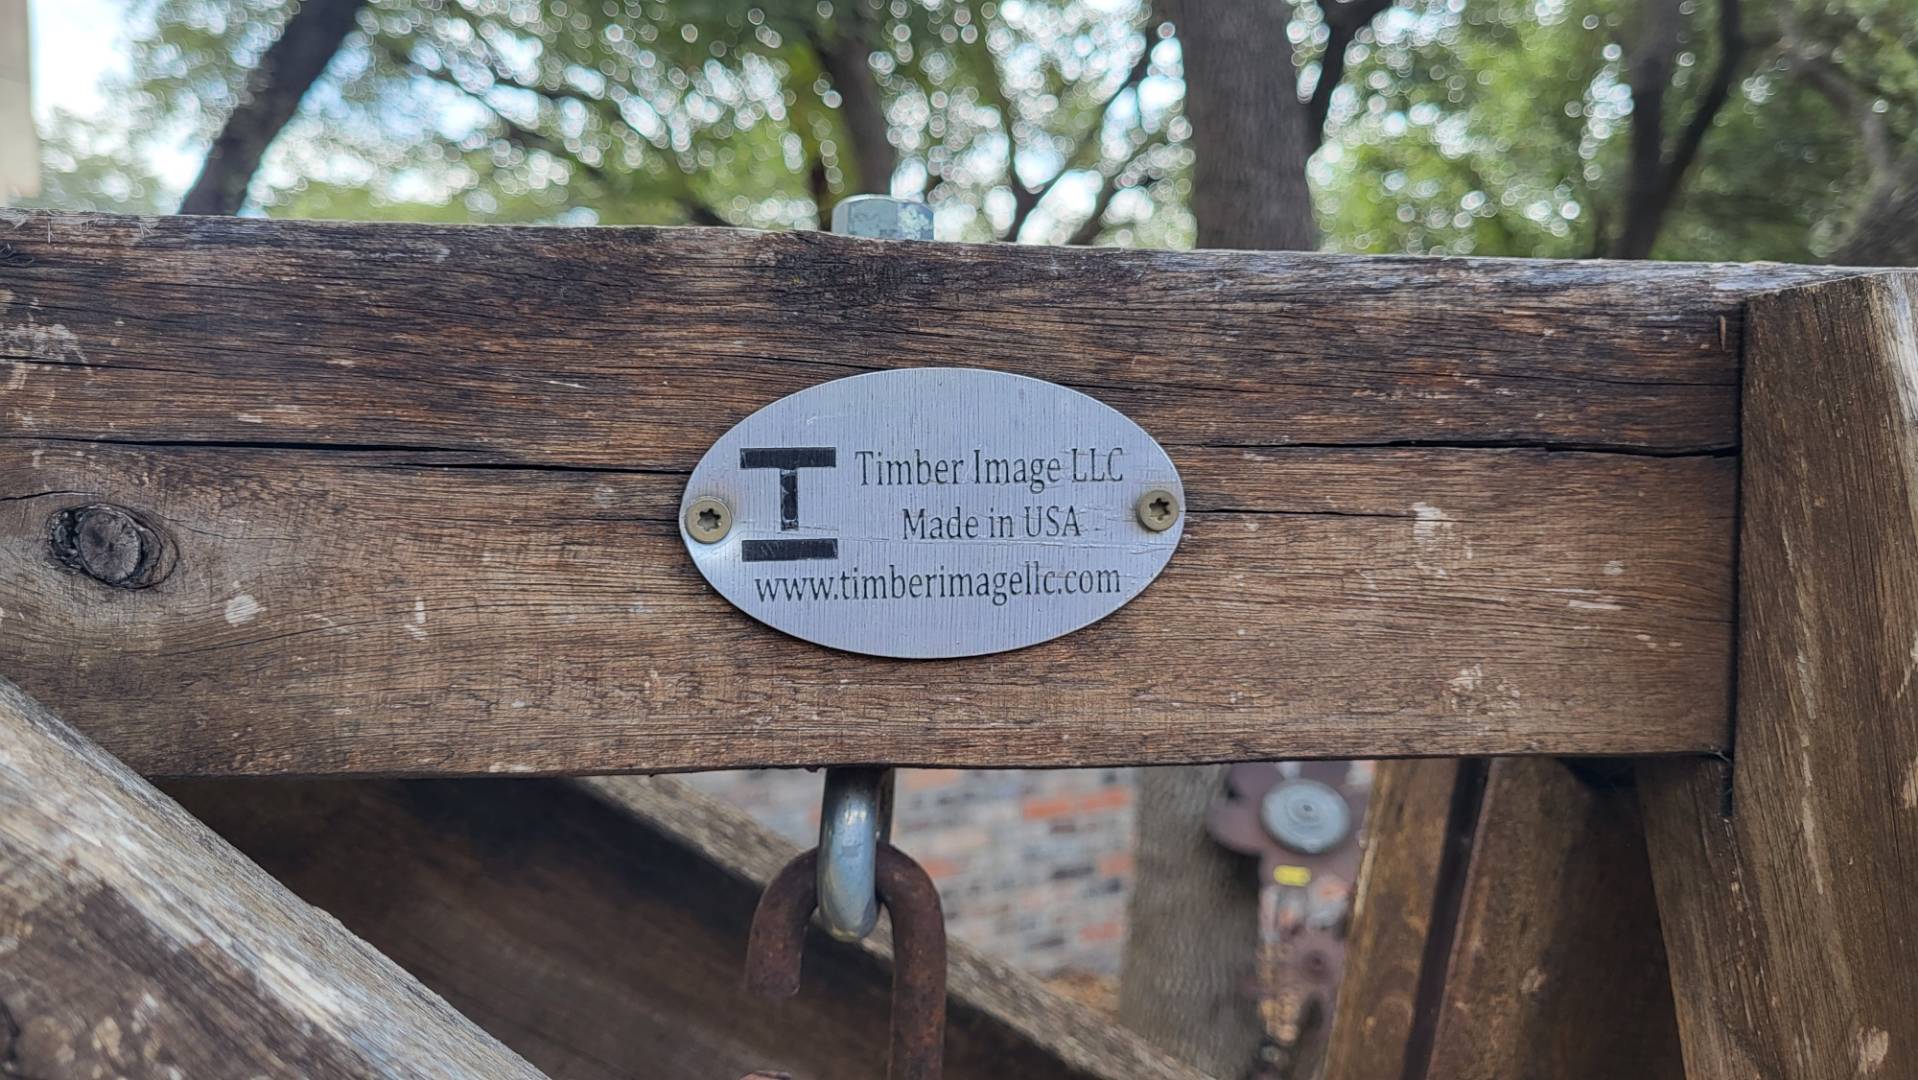 Timber Image LLC
Made in USA
www.timberimagellc.com